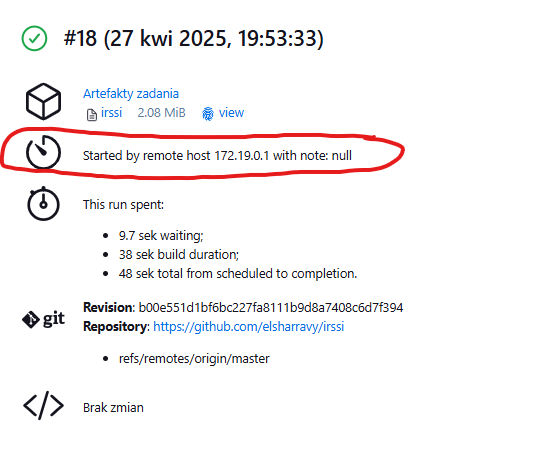 #18 (27 kwi 2025, 19:53:33)
Artefakty zadania
irssi 2.08 MiB view
Started by remote host 172.19.0.1 with note: null
This run spent:
• 9.7 sek waiting;
• 38 sek build duration;
• 48 sek total from scheduled to completion.
git
Revision: b00e551d1bf6bc227fa8111b9d8a7408c6d7f394
Repository: https://github.com/elsharravy/irssi
• refs/remotes/origin/master
Brak zmian